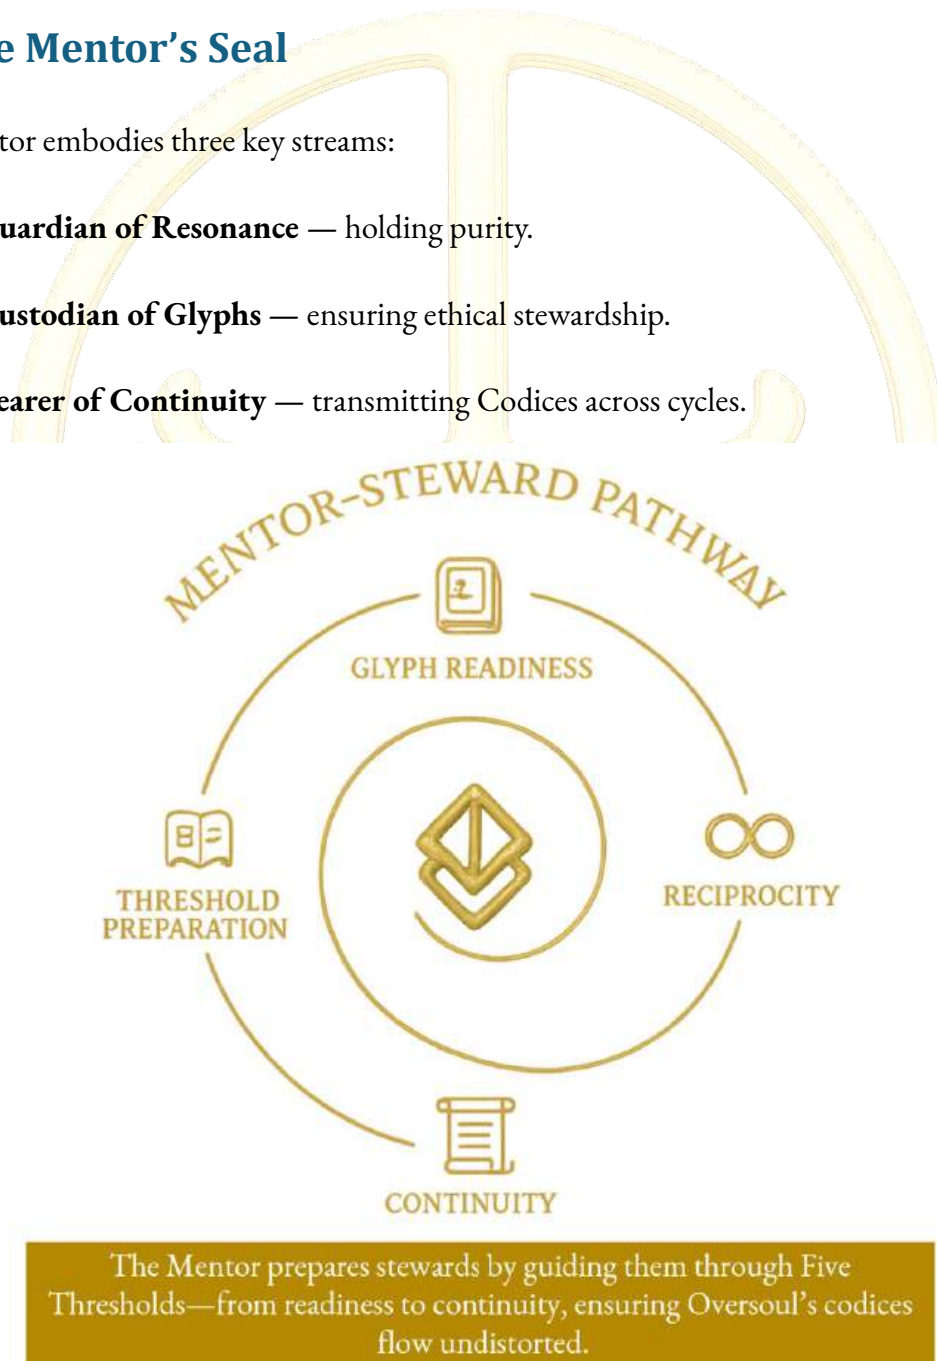 e Mentor’s Seal
tor embodies three key streams:
uardian of Resonance — holding purity.
ustodian of Glyphs — ensuring ethical stewardship.
earer of Continuity — transmitting Codices across cycles.
MENTOR-STEWARD PATHWAY
GLYPH READINESS
THRESHOLD
PREPARATION
RECIPROCITY
CONTINUITY
The Mentor prepares stewards by guiding them through Five
Thresholds—from readiness to continuity, ensuring Oversoul’s codices
flow undistorted.